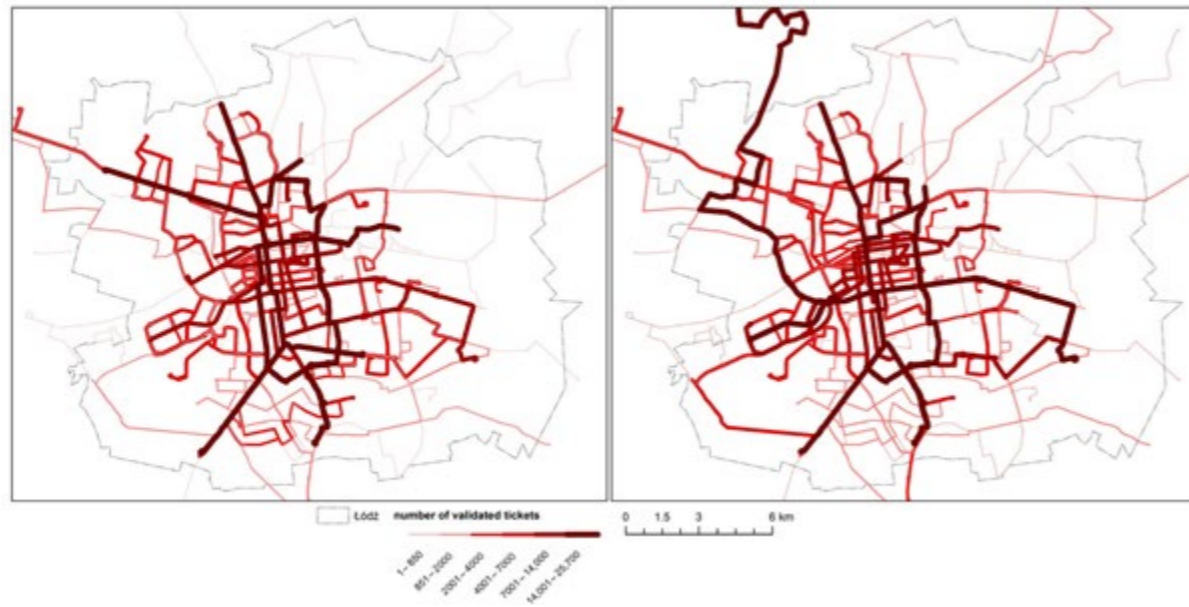 Łódź number of validated tickets
0 1.5 3 6 km
1 – 850
851 – 2000
2001 – 4000
4001 – 7000
7001 – 14,000
14,001 – 25,700